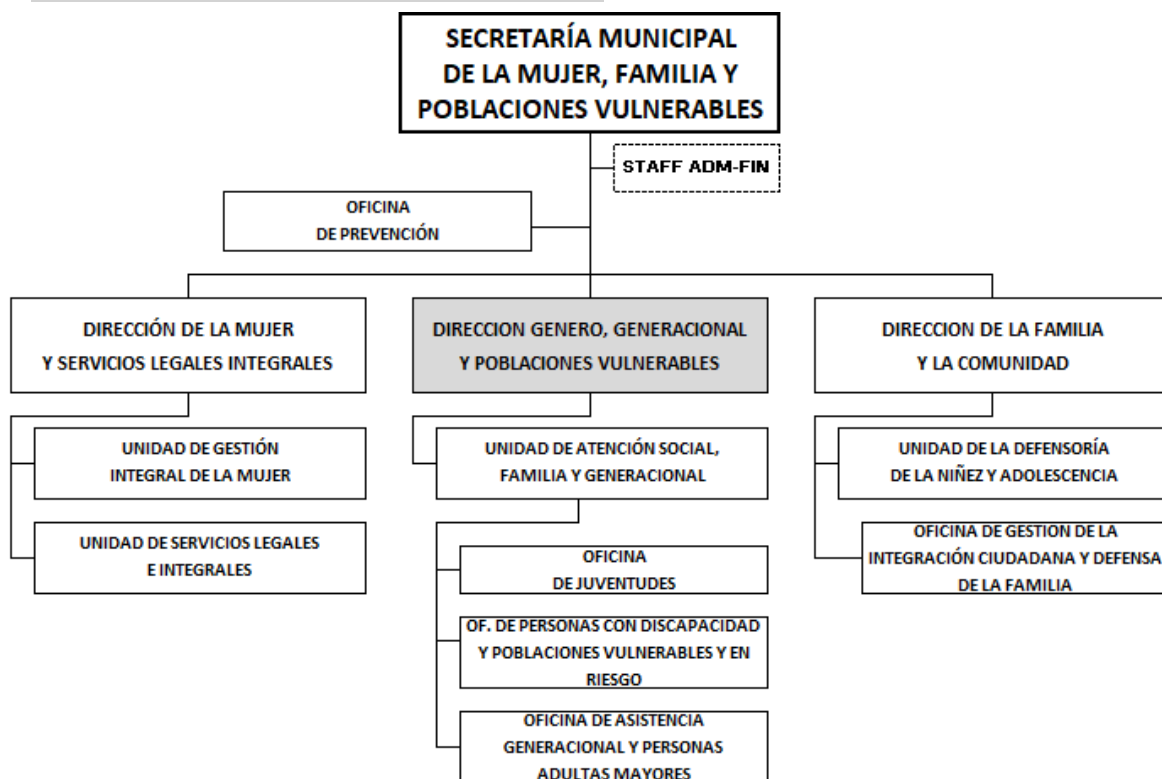 SECRETARÍA MUNICIPAL
DE LA MUJER, FAMILIA Y
POBLACIONES VULNERABLES
STAFF ADM-FIN
OFICINA
DE PREVENCIÓN
DIRECCIÓN DE LA MUJER
Y SERVICIOS LEGALES INTEGRALES
DIRECCION GENERO, GENERACIONAL
Y POBLACIONES VULNERABLES
DIRECCION DE LA FAMILIA
Y LA COMUNIDAD
UNIDAD DE GESTIÓN
INTEGRAL DE LA MUJER
UNIDAD DE SERVICIOS LEGALES
E INTEGRALES
UNIDAD DE ATENCIÓN SOCIAL,
FAMILIA Y GENERACIONAL
OFICINA
DE JUVENTUDES
OF. DE PERSONAS CON DISCAPACIDAD
Y POBLACIONES VULNERABLES Y EN
RIESGO
OFICINA DE ASISTENCIA
GENERACIONAL Y PERSONAS
ADULTAS MAYORES
UNIDAD DE LA DEFENSORÍA
DE LA NIÑEZ Y ADOLESCENCIA
OFICINA DE GESTION DE LA
INTEGRACIÓN CIUDADANA Y DEFENSA
DE LA FAMILIA